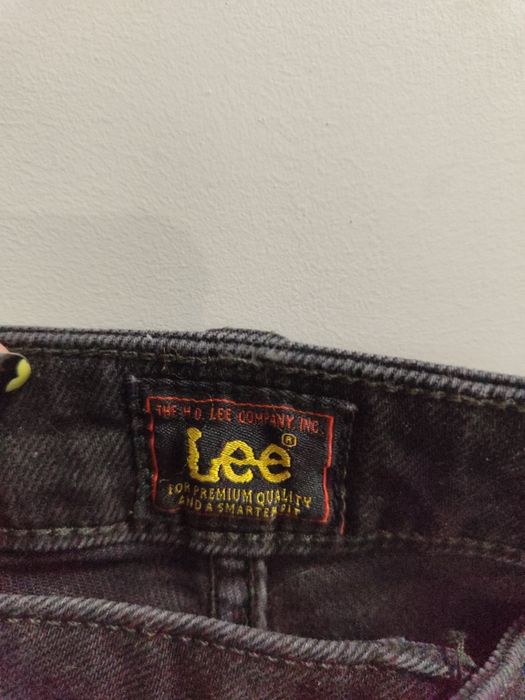 THE H.D. LEE COMPANY, INC.
Lee®
FOR PREMIUM QUALITY
AND A SMARTER FIT